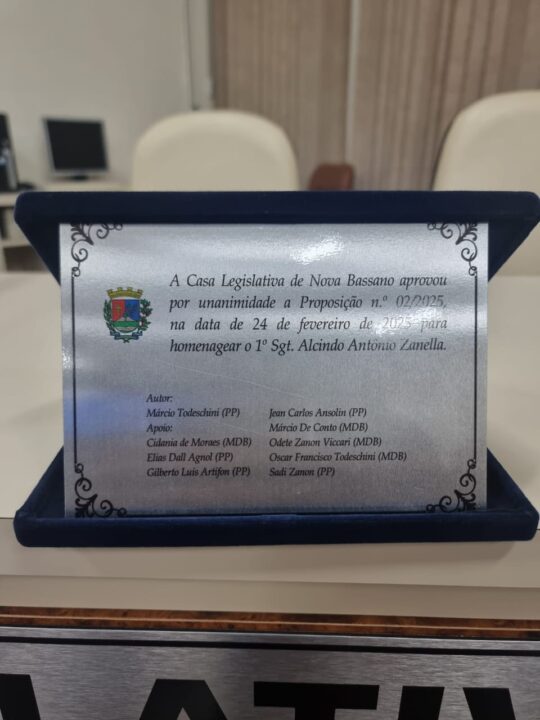 A Casa Legislativa de Nova Bassano aprovou
por unanimidade a Proposição n.º 02/2025,
na data de 24 de fevereiro de 2025 para
homenagear o 1º Sgt. Alcindo Antônio Zanella.
Autor:
Márcio Todeschini (PP)
Apoio:
Cidania de Moraes (MDB)
Elias Dall Agnol (PP)
Gilberto Luis Artifon (PP)
Jean Carlos Ansolin (PP)
Márcio De Conto (MDB)
Odete Zanon Viccari (MDB)
Oscar Francisco Todeschini (MDB)
Sadi Zanon (PP)